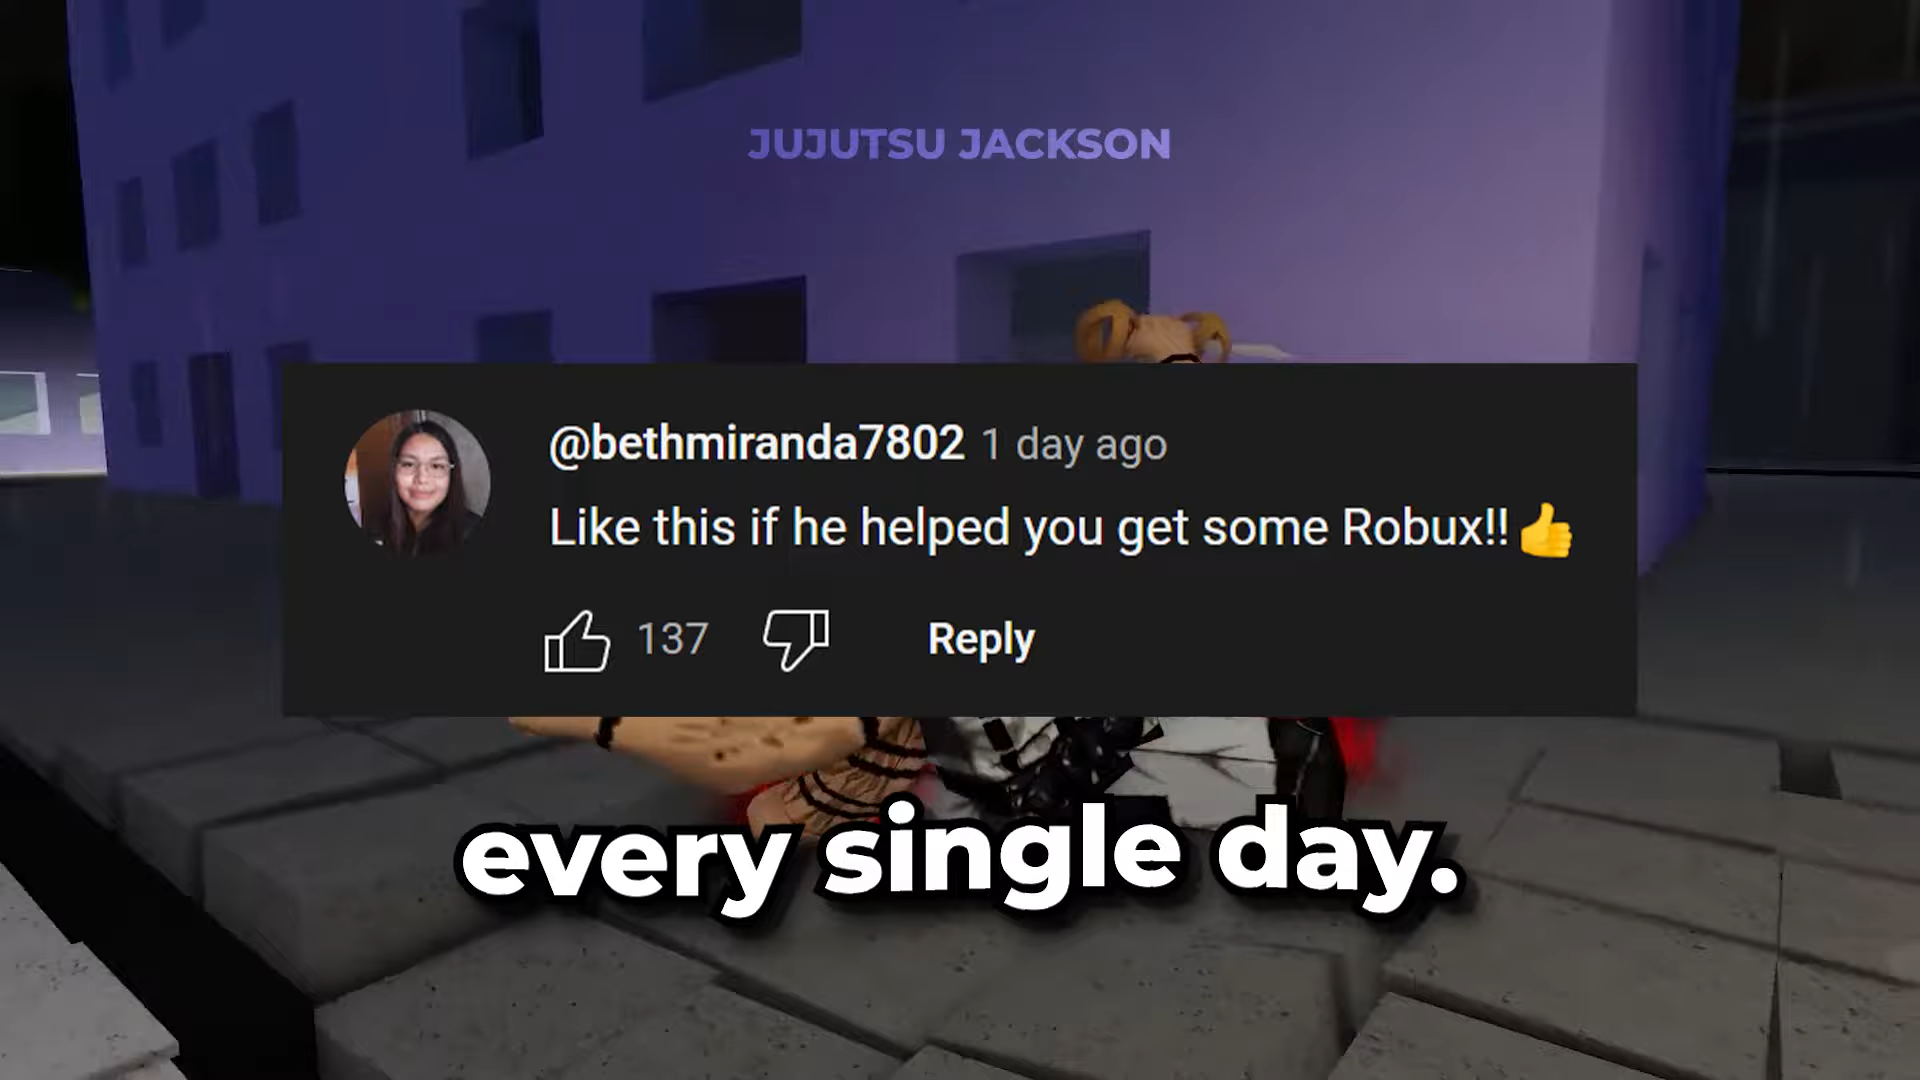 JUJUTSU JACKSON
@bethmiranda7802 1 day ago
Like this if he helped you get some Robux!! 👍
137 Reply
every single day.